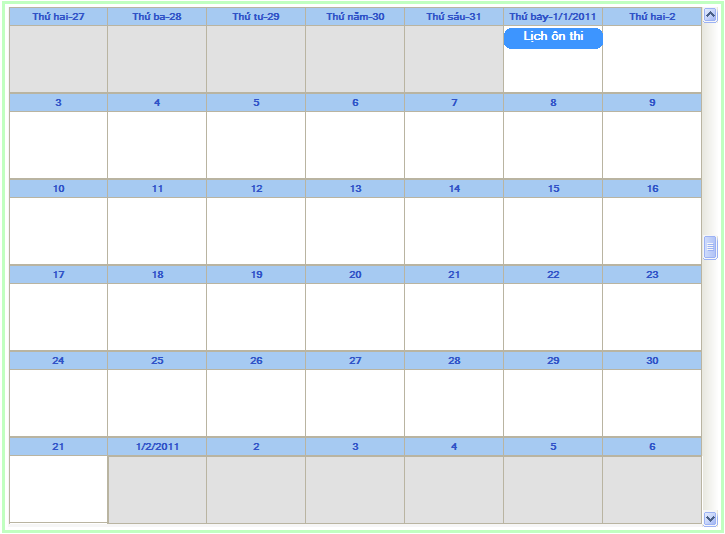 Thứ hai-27 Thứ ba-28 Thứ tư-29 Thứ năm-30 Thứ sáu-31 Thứ bảy-1/1/2011 Thứ hai-2
Lịch ôn thi
3 4 5 6 7 8 9
10 11 12 13 14 15 16
17 18 19 20 21 22 23
24 25 26 27 28 29 30
21 1/2/2011 2 3 4 5 6